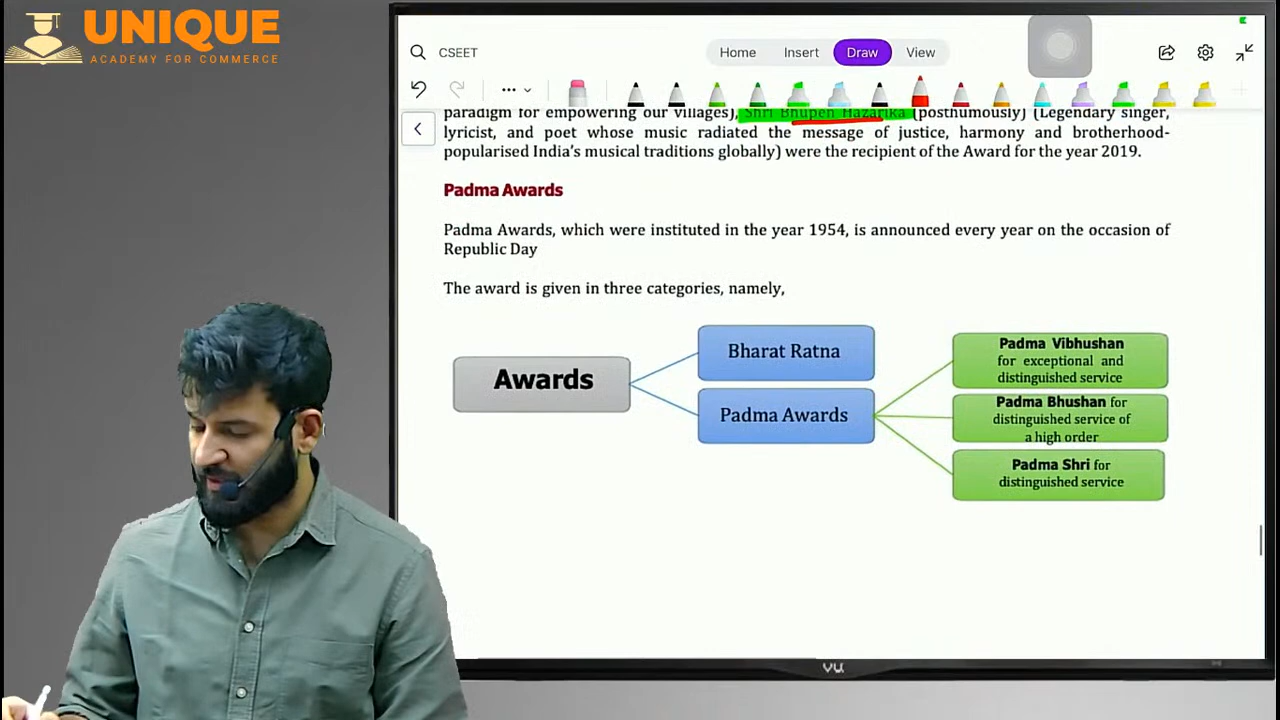 UNIQUE
ACADEMY FOR COMMERCE
CSEET
Home
Insert
Draw
View
paradigm for empowering our villages), Shri Bhupen Hazarika (posthumously) (Legendary singer,
lyricist, and poet whose music radiated the message of justice, harmony and brotherhood-
popularised India's musical traditions globally) were the recipient of the Award for the year 2019.
Padma Awards
Padma Awards, which were instituted in the year 1954, is announced every year on the occasion of
Republic Day
The award is given in three categories, namely,
Awards
Bharat Ratna
Padma Awards
Padma Vibhushan
for exceptional and
distinguished service
Padma Bhushan for
distinguished service of
a high order
Padma Shri for
distinguished service
vu